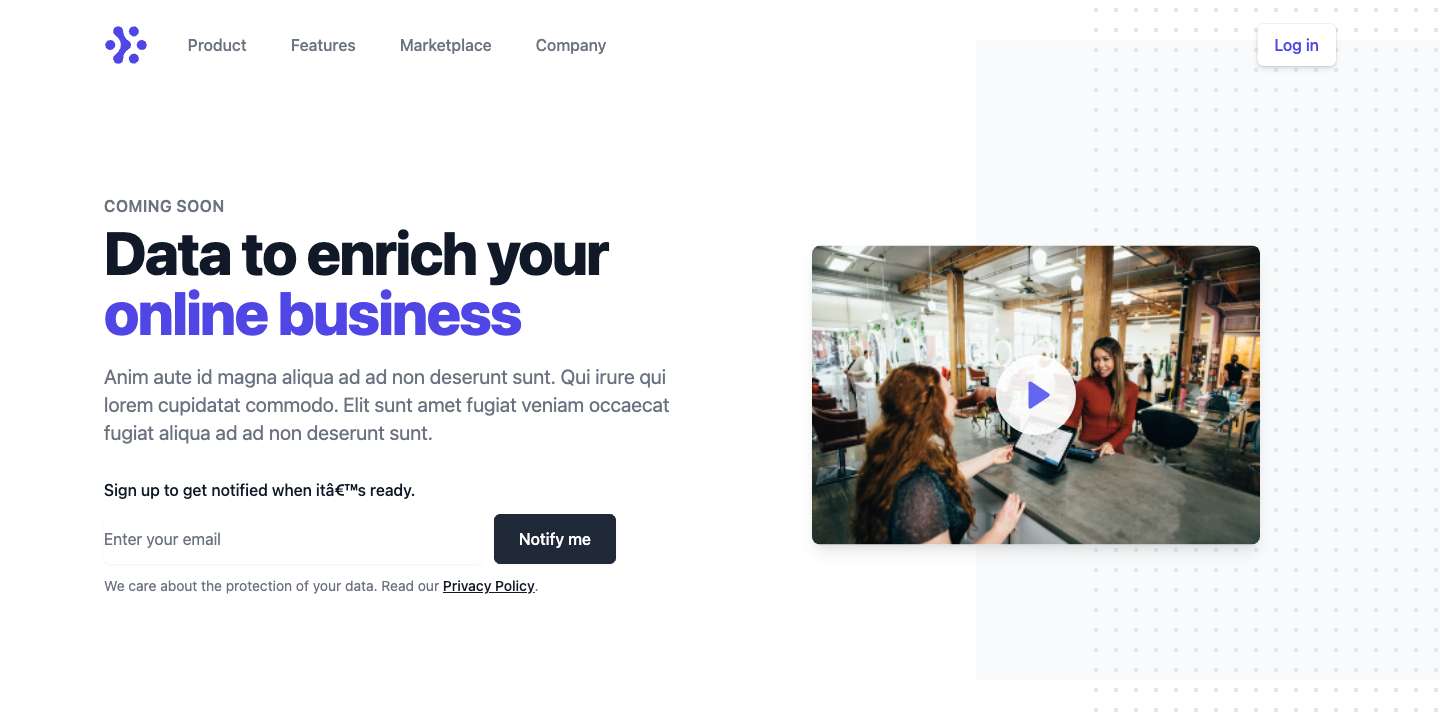 Product Features Marketplace Company Log in
COMING SOON
Data to enrich your
online business
Anim aute id magna aliqua ad ad non deserunt sunt. Qui irure qui
lorem cupidatat commodo. Elit sunt amet fugiat veniam occaecat
fugiat aliqua ad ad non deserunt sunt.
Sign up to get notified when itâ€™s ready.
Enter your email Notify me
We care about the protection of your data. Read our Privacy Policy.